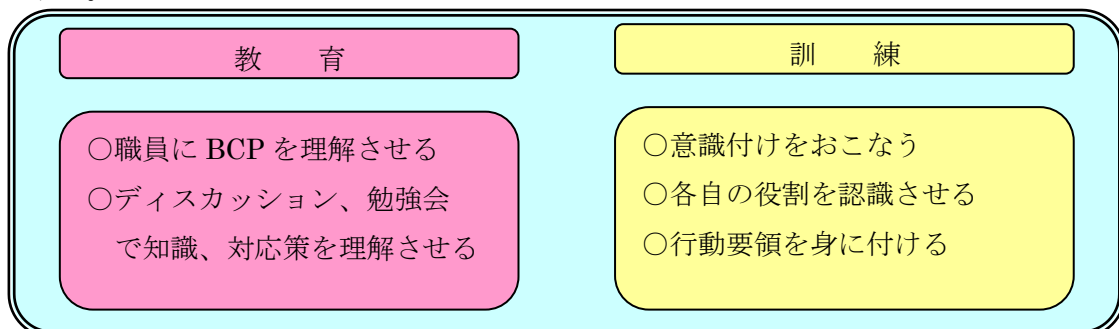 教　育
○職員に BCP を理解させる
○ディスカッション、勉強会
で知識、対応策を理解させる
訓　練
○意識付けをおこなう
○各自の役割を認識させる
○行動要領を身に付ける